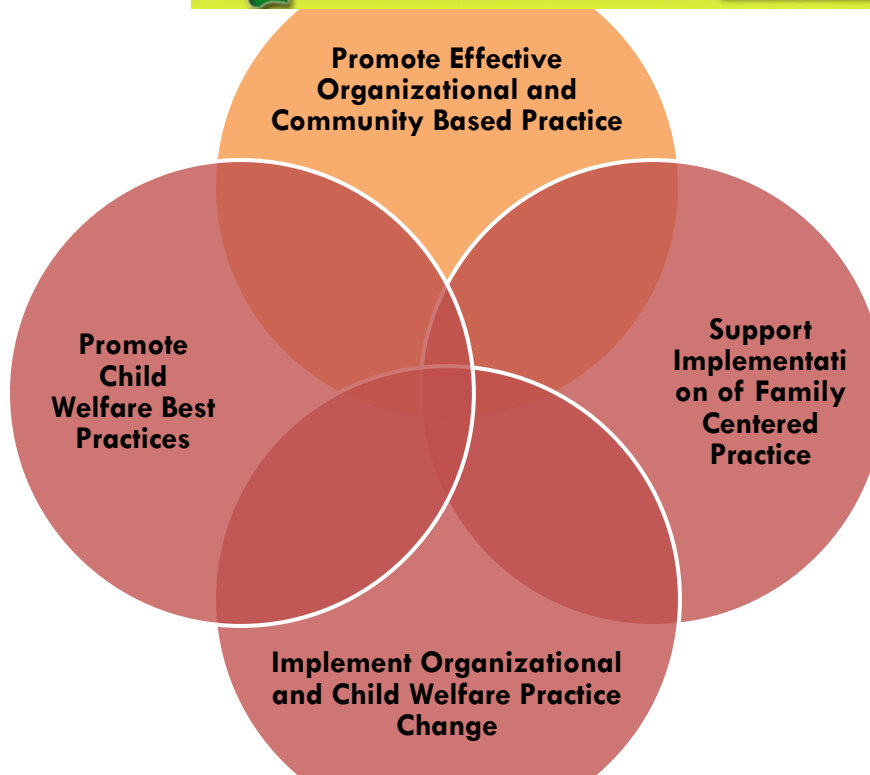 Promote Effective
Organizational and
Community Based Practice
Promote
Child
Welfare Best
Practices
Support
Implementati
on of Family
Centered
Practice
Implement Organizational
and Child Welfare Practice
Change